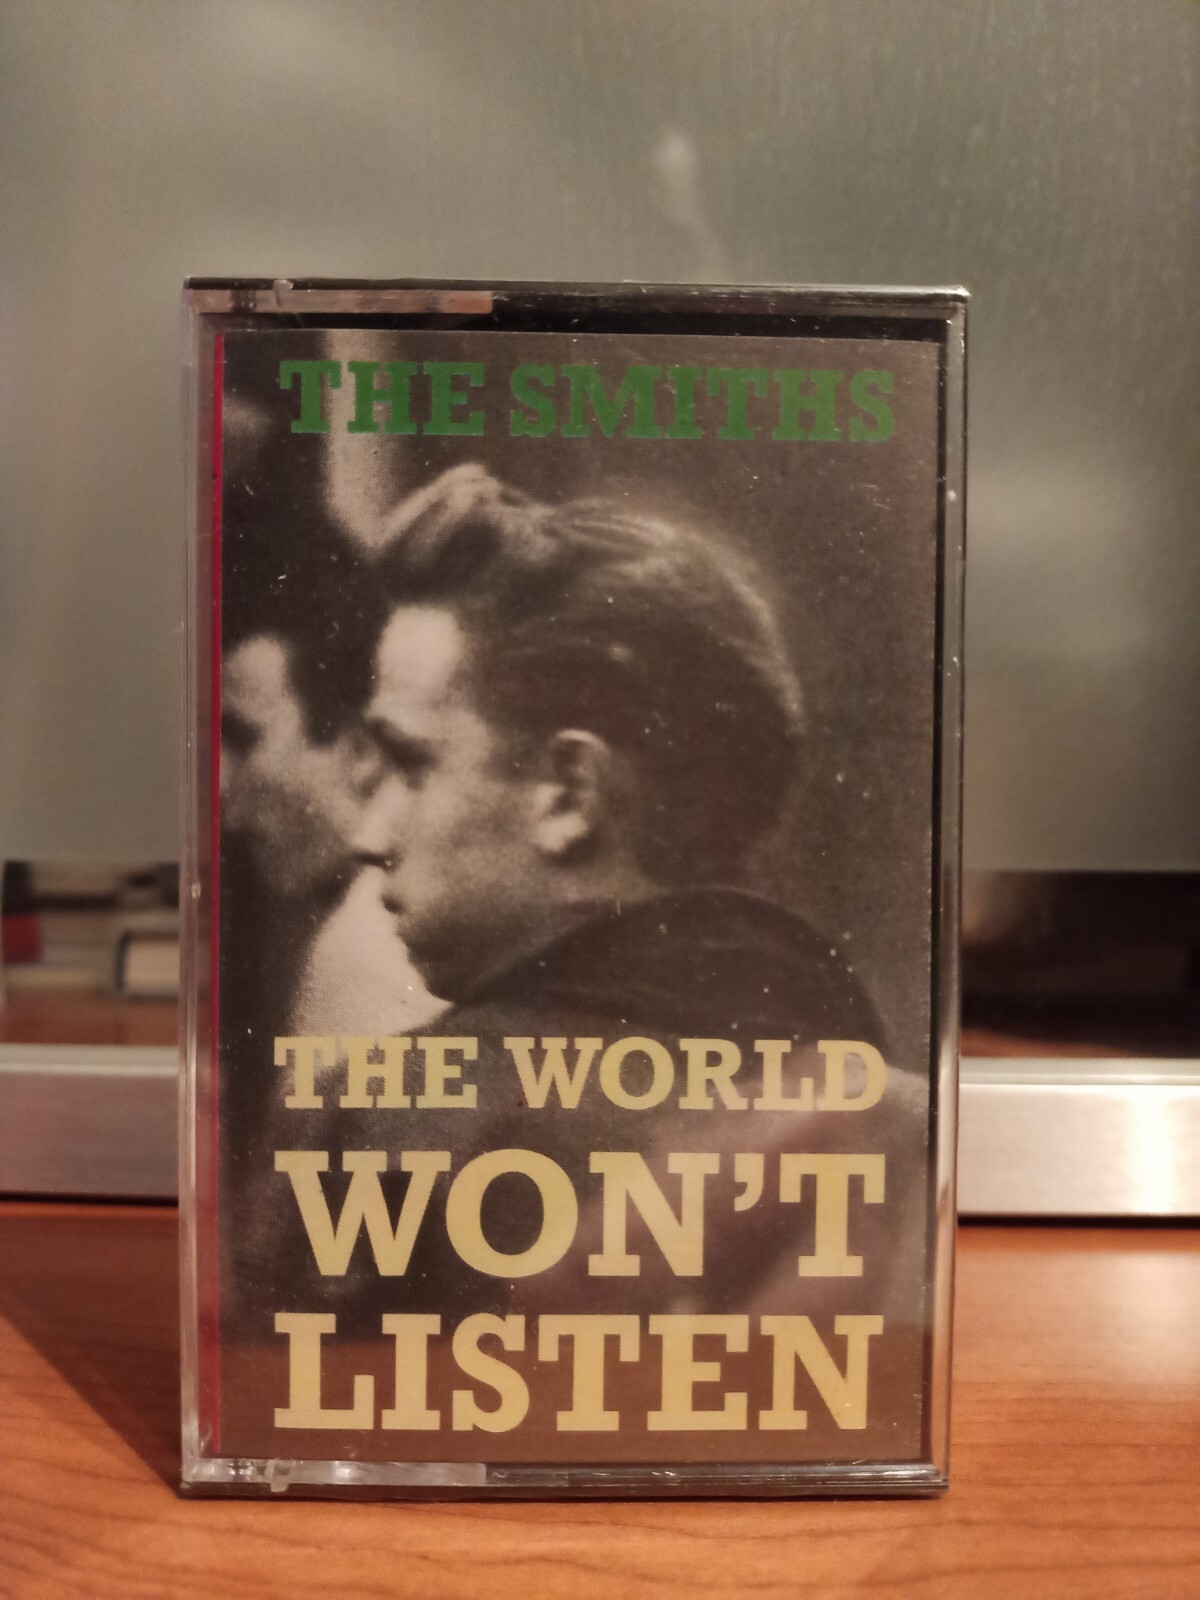 THE SMITHS
THE WORLD
WON'T
LISTEN